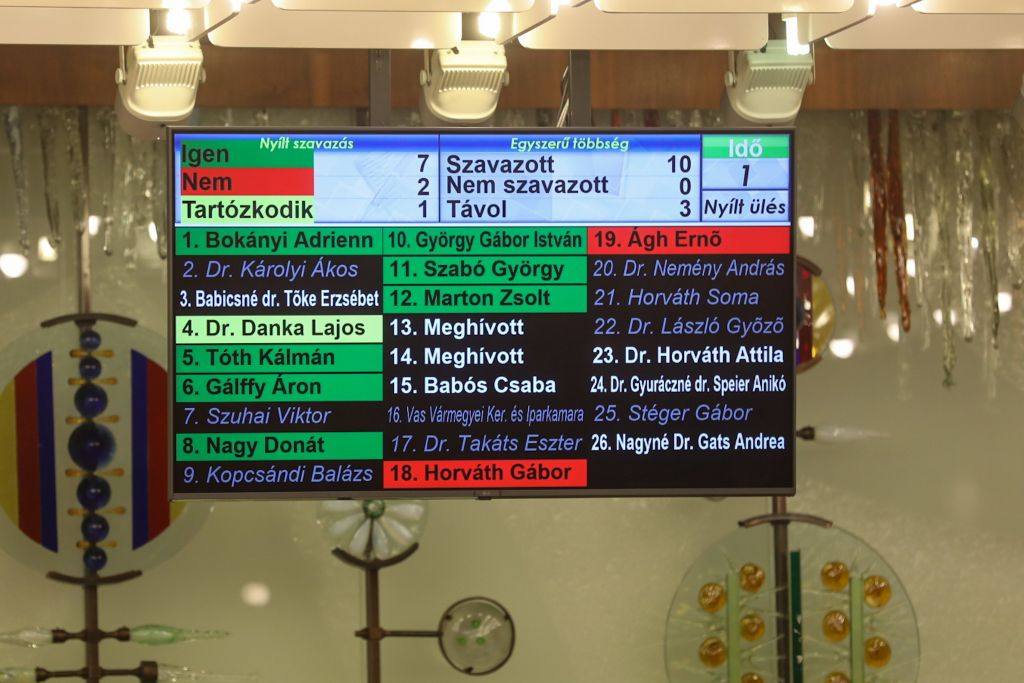 Nyílt szavazás
Igen 7
Nem 2
Tartózkodik 1
Egyszerű többség
Szavazott 10
Nem szavazott 0
Távol 3
Idő
1
Nyílt ülés
1. Bokányi Adrienn
2. Dr. Károlyi Ákos
3. Babicsné dr. Tõke Erzsébet
4. Dr. Danka Lajos
5. Tóth Kálmán
6. Gálffy Áron
7. Szuhai Viktor
8. Nagy Donát
9. Kopcsándi Balázs
10. György Gábor István
11. Szabó György
12. Marton Zsolt
13. Meghívott
14. Meghívott
15. Babós Csaba
16. Vas Vármegyei Ker. és Iparkamara
17. Dr. Takáts Eszter
18. Horváth Gábor
19. Ágh Ernõ
20. Dr. Nemény András
21. Horváth Soma
22. Dr. László Gyõzõ
23. Dr. Horváth Attila
24. Dr. Gyuráczné dr. Speier Anikó
25. Stéger Gábor
26. Nagyné Dr. Gats Andrea